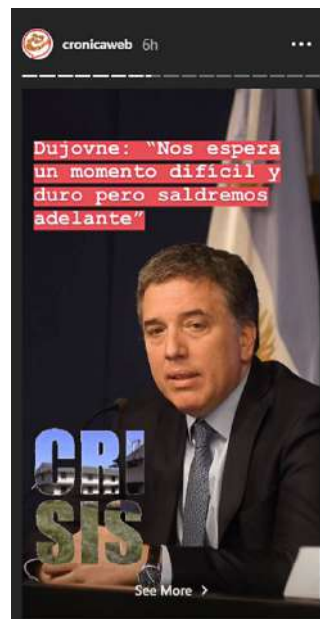 cronicaweb 6h
Dujovne: “Nos espera
un momento difícil y
duro pero saldremos
adelante”
CRI
SIS
See More